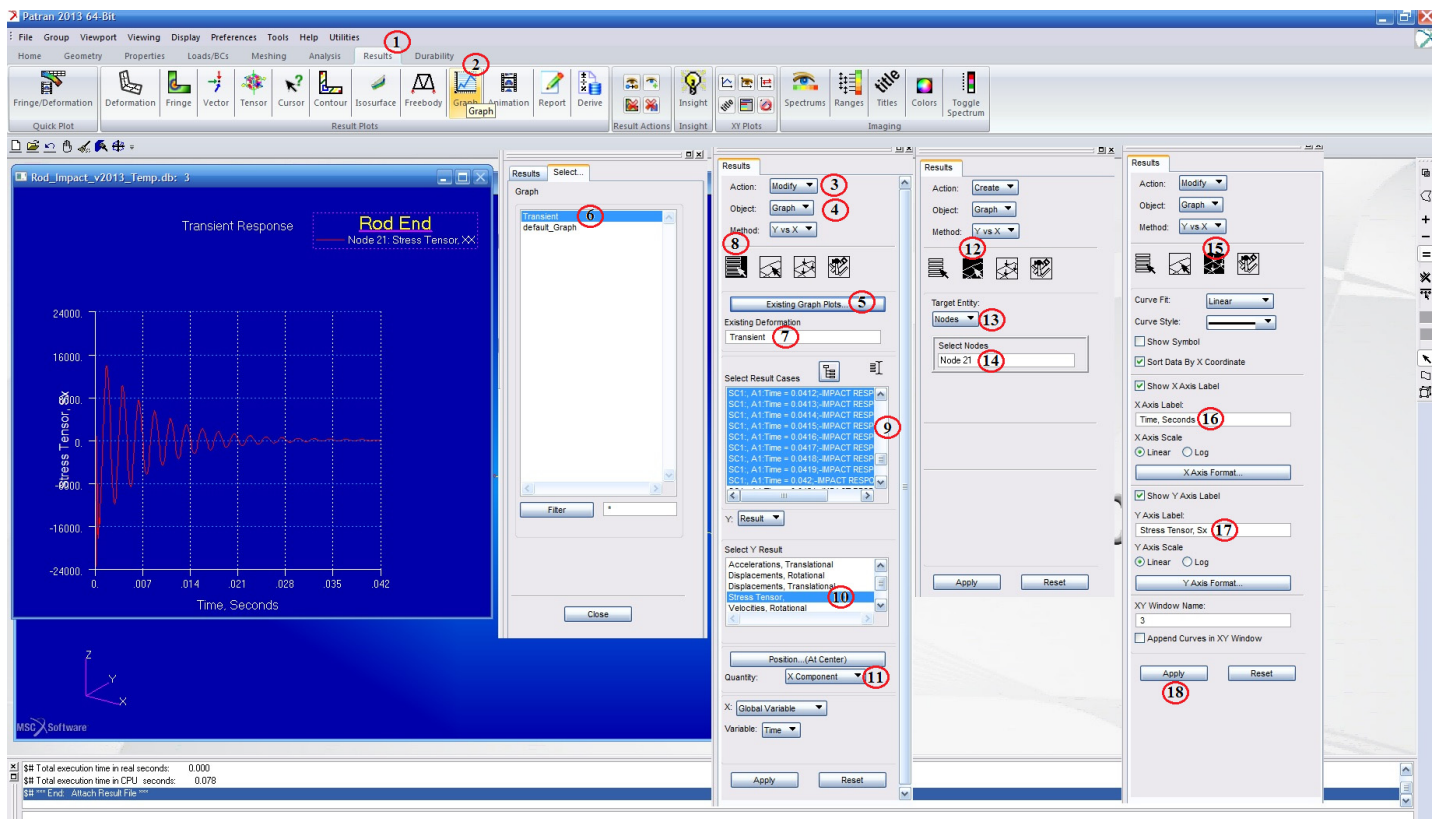 Patran 2013 64-Bit
File Group Viewport Viewing Display Preferences Tools Help Utilities
1
Home Geometry Properties Loads/BCs Meshing Analysis Results Durability
2
Fringe/Deformation Deformation Fringe Vector Tensor Cursor Contour Isosurface Freebody Graph Animation Report Derive Insight Spectrums Ranges Titles Colors Toggle Spectrum
title
Graph
Quick Plot Result Plots Result Actions Insight XY Plots Imaging
Rod_Impact_v2013_Temp.db: 3
Transient Response
Rod End
Node 21: Stress Tensor, XX
24000.
16000.
8000.
0.
-8000.
-16000.
-24000.
Stress Tensor, Sx
0. .007 .014 .021 .028 .035 .042
Time, Seconds
Z
Y
X
MSC Software
Results Select...
Graph
Transient 6
default_Graph
Filter *
Close
Results
Action: Modify 3
Object: Graph 4
Method: Y vs X
8
Existing Graph Plots... 5
Existing Deformation
Transient 7
Select Result Cases
SC1:, A1:Time = 0.0412;-IMPACT RESP
SC1:, A1:Time = 0.0413;-IMPACT RESP
SC1:, A1:Time = 0.0414;-IMPACT RESP
SC1:, A1:Time = 0.0415;-IMPACT RESP
SC1:, A1:Time = 0.0416;-IMPACT RESP
SC1:, A1:Time = 0.0417;-IMPACT RESP
SC1:, A1:Time = 0.0418;-IMPACT RESP
SC1:, A1:Time = 0.0419;-IMPACT RESP
SC1:, A1:Time = 0.042;-IMPACT RESPO
9
Y: Result
Select Y Result
Accelerations, Translational
Displacements, Rotational
Displacements, Translational
Stress Tensor, 10
Velocities, Rotational
Position...(At Center)
Quantity: X Component 11
X: Global Variable
Variable: Time
Apply Reset
Results
Action: Create
Object: Graph
Method: Y vs X
12
Target Entity:
Nodes 13
Select Nodes
Node 21 14
Apply Reset
Results
Action: Modify
Object: Graph
Method: Y vs X
15
Curve Fit: Linear
Curve Style:
Show Symbol
Sort Data By X Coordinate
Show X Axis Label
X Axis Label:
Time, Seconds 16
X Axis Scale
Linear Log
X Axis Format...
Show Y Axis Label
Y Axis Label:
Stress Tensor, Sx 17
Y Axis Scale
Linear Log
Y Axis Format...
XY Window Name:
3
Append Curves in XY Window
Apply Reset
18
$# Total execution time in real seconds: 0.000
$# Total execution time in CPU seconds: 0.078
$# *** End: Attach Result File ***